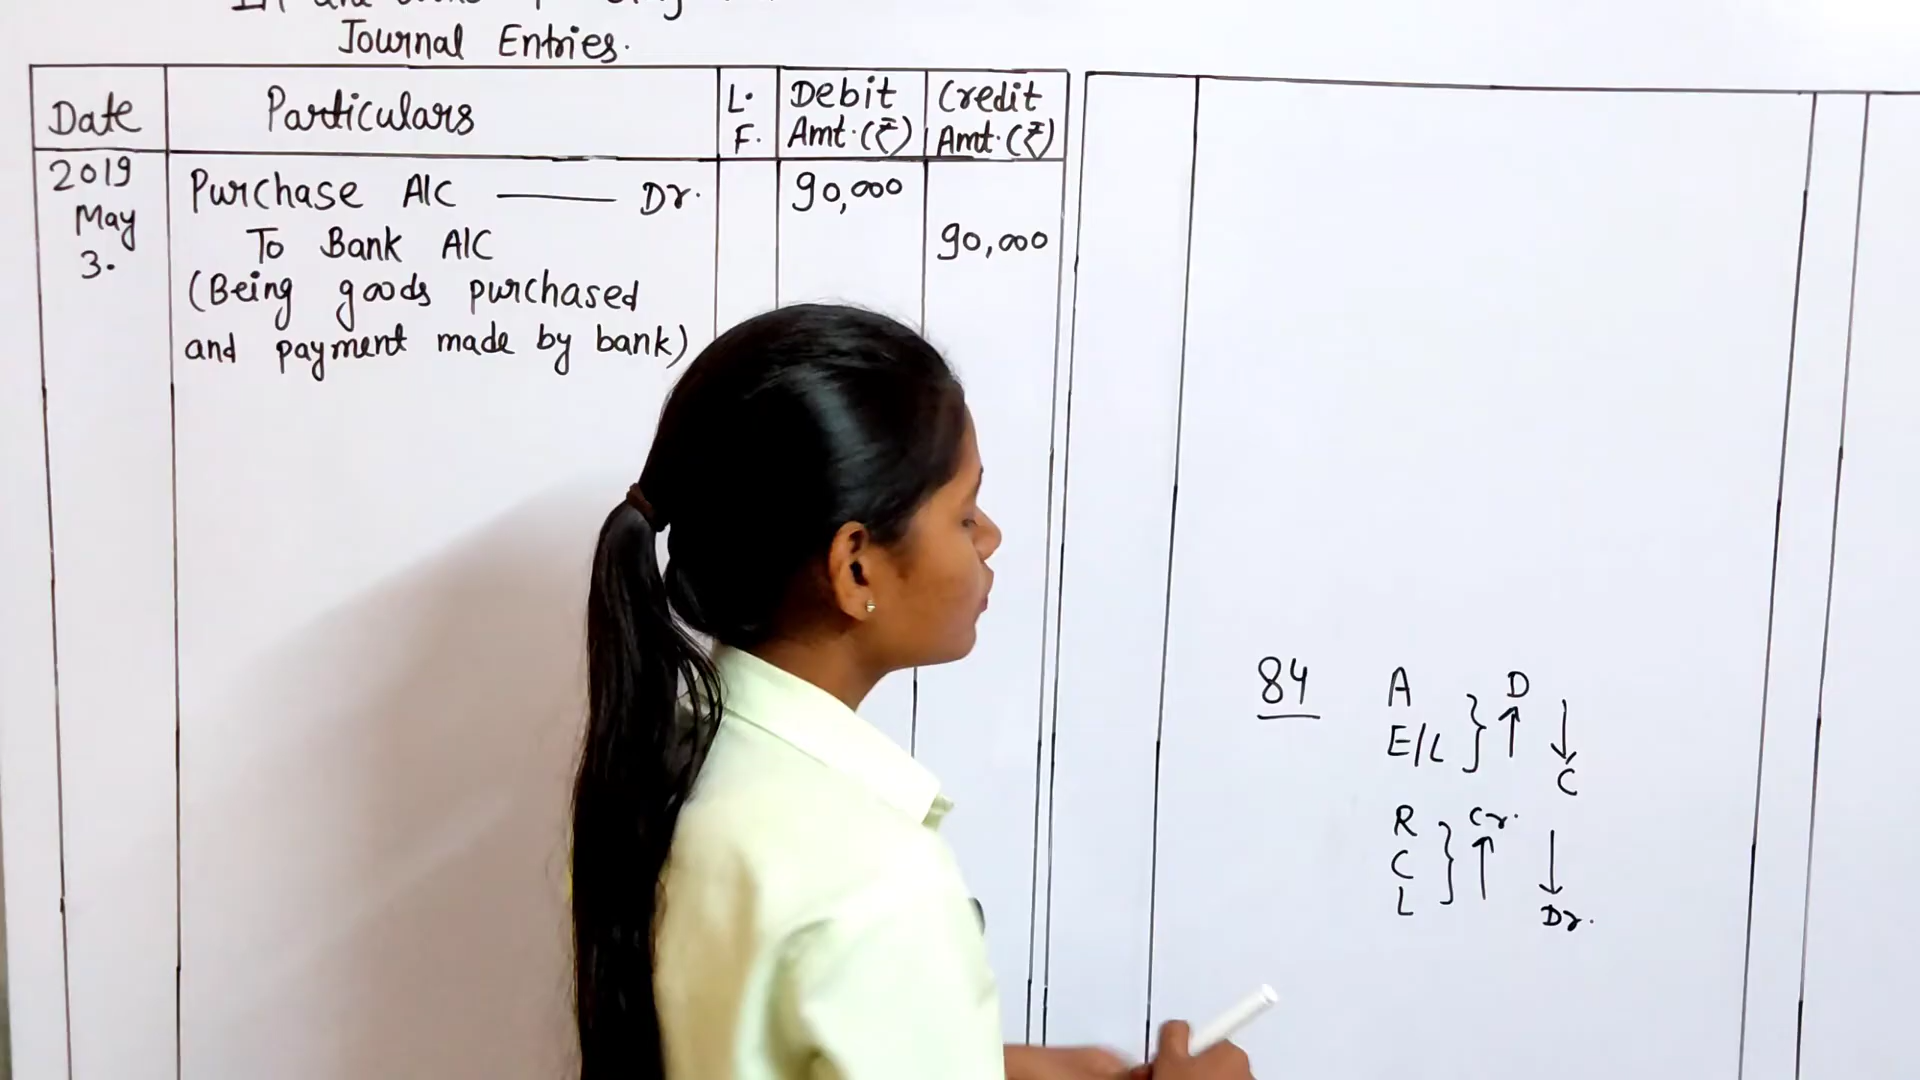 Journal Entries.
Date Particulars L. F. Debit Amt.(₹) Credit Amt.(₹)
2019 May 3.
Purchase A/C —— Dr. 90,000
To Bank A/C 90,000
(Being goods purchased
and payment made by bank)
84
A
E/L } D ↑ ↓ C
R
C
L } Cr. ↑ ↓ Dr.